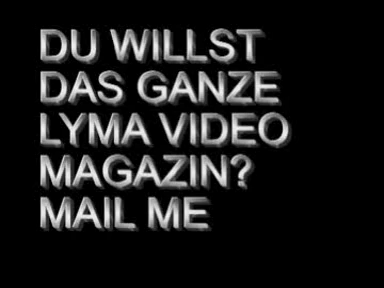 DU WILLST
DAS GANZE
LYMA VIDEO
MAGAZIN?
MAIL ME